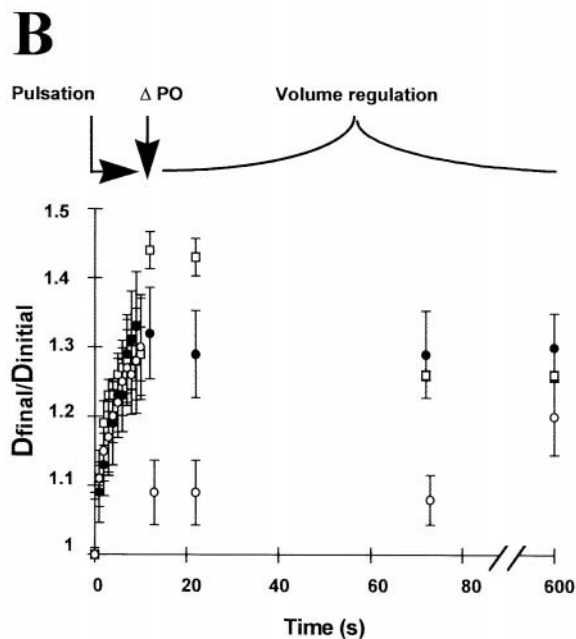 B
Pulsation Δ PO Volume regulation
Dfinal/Dinitial
1.5
1.4
1.3
1.2
1.1
1
0 20 40 60 80 600
Time (s)